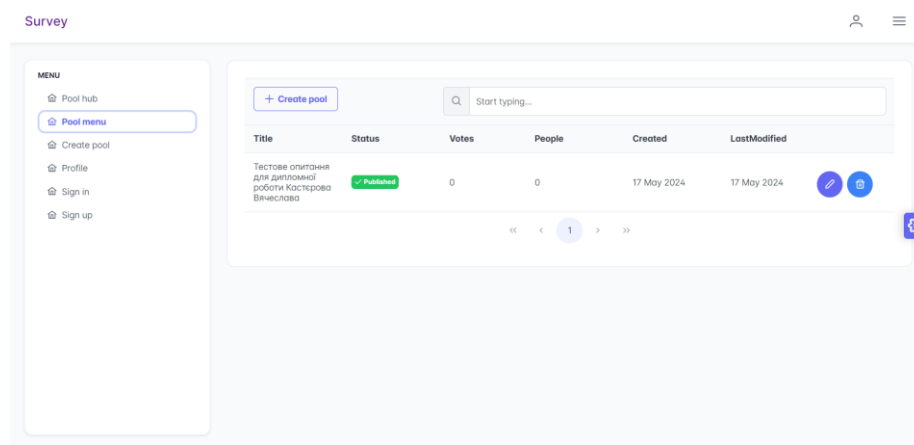 Survey
MENU
Pool hub
Pool menu
Create pool
Profile
Sign in
Sign up
+ Create pool
Start typing...
Title Status Votes People Created LastModified
Тестове опитання
для дипломної
роботи Кастєрова
Вячеслава
Published 0 0 17 May 2024 17 May 2024
« ‹ 1 › »